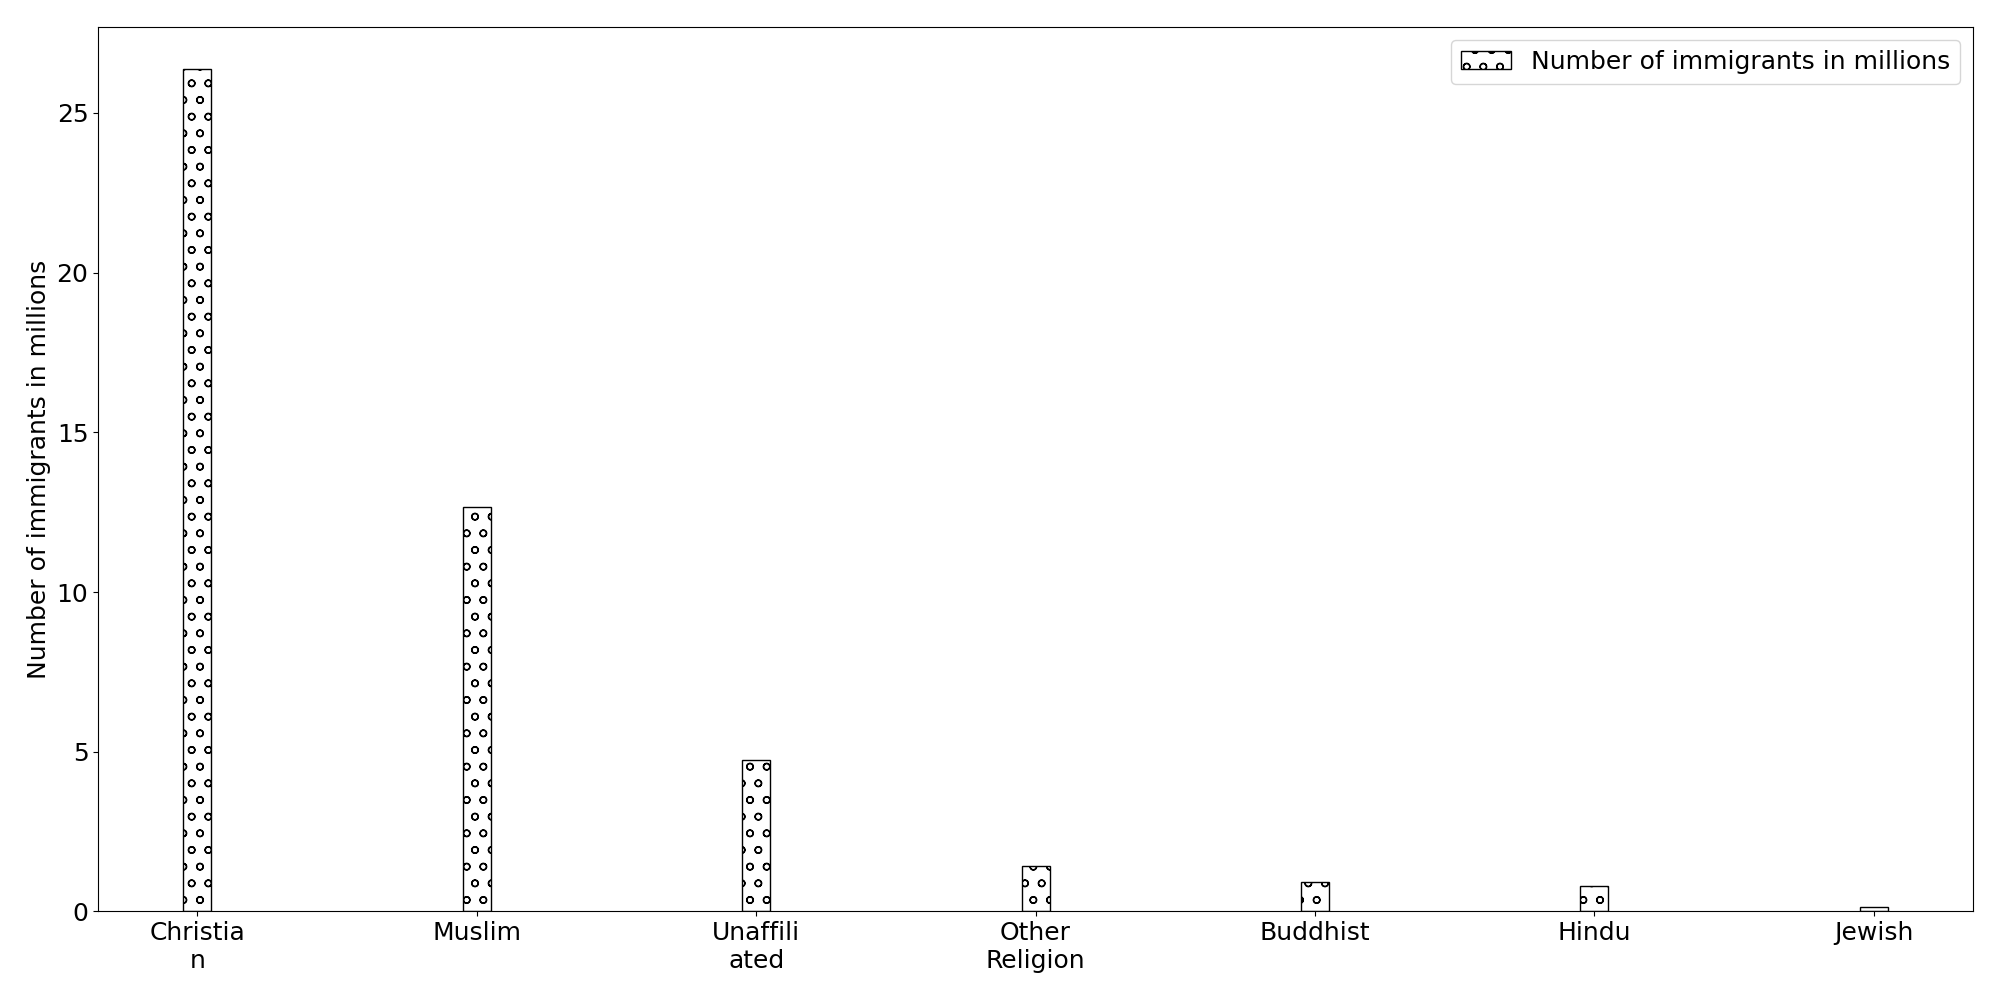 Number of immigrants in millions
Number of immigrants in millions
25
20
15
10
5
0
Christia
n
Muslim
Unaffili
ated
Other
Religion
Buddhist
Hindu
Jewish